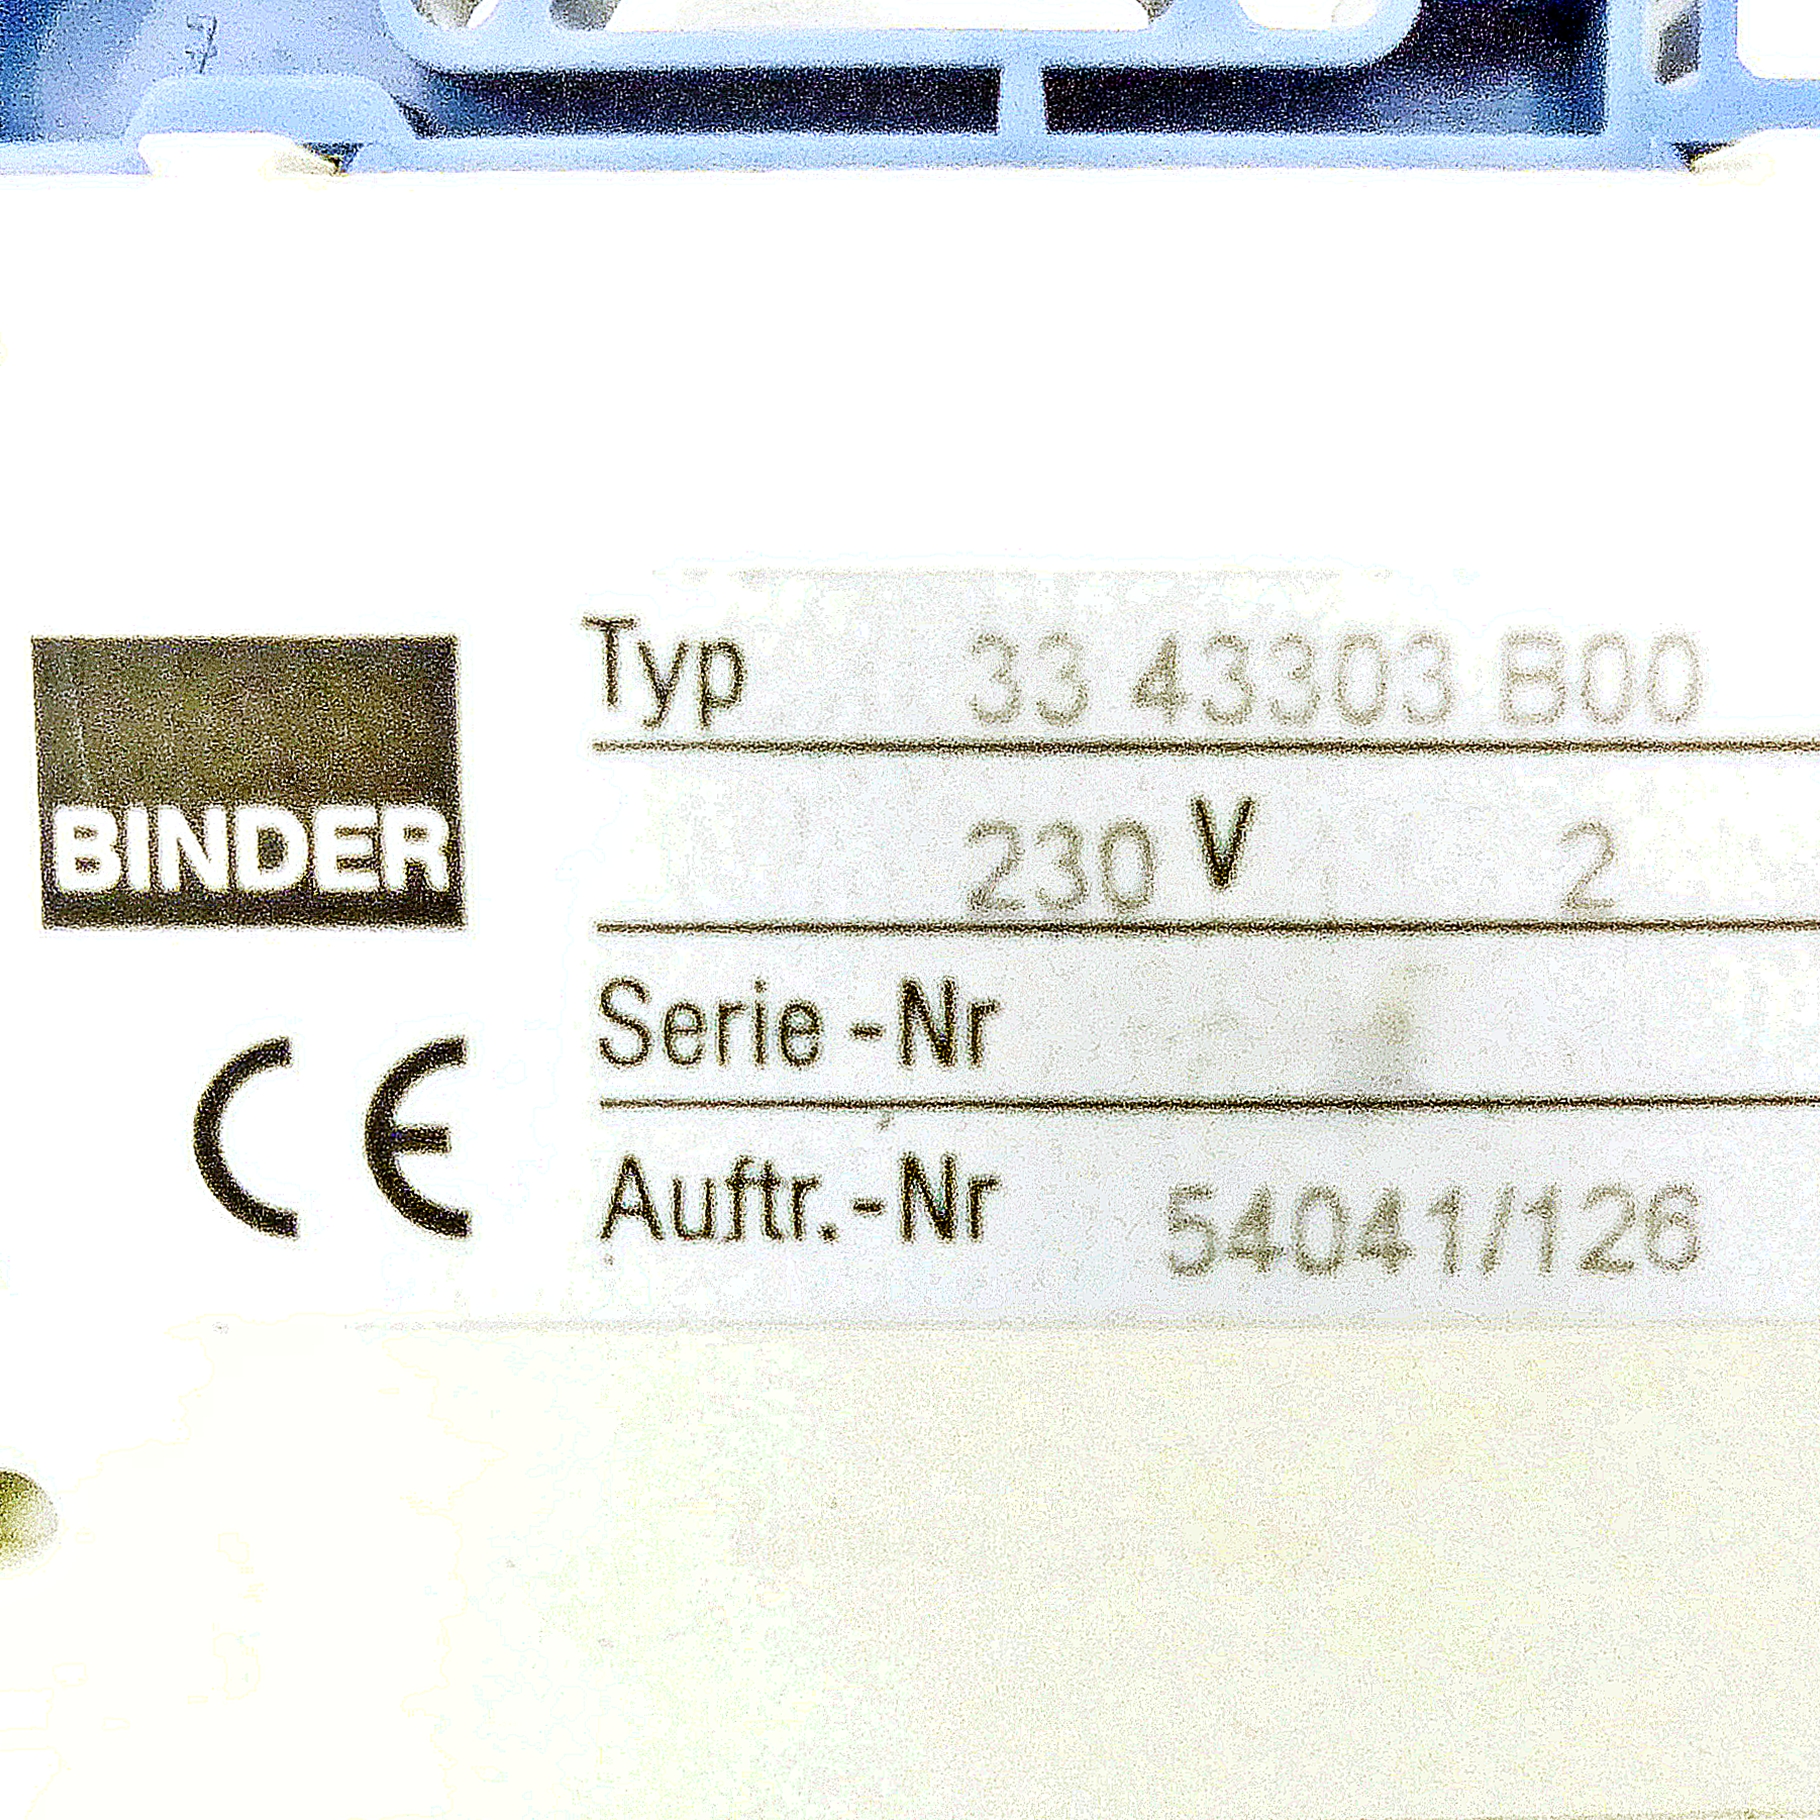 BINDER
CE
Typ 33 43303 B00
230 V 2
Serie-Nr
Auftr.-Nr 54041/126